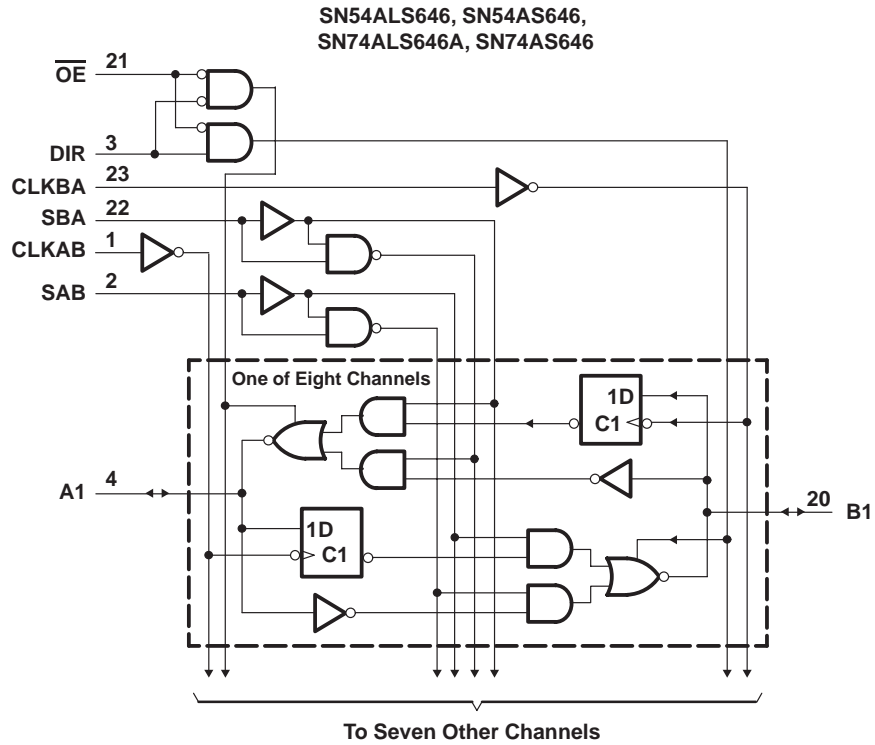 SN54ALS646, SN54AS646,
SN74ALS646A, SN74AS646
OE 21
DIR 3
CLKBA 23
SBA 22
CLKAB 1
SAB 2
One of Eight Channels
1D
C1
A1 4
20 B1
1D
C1
To Seven Other Channels